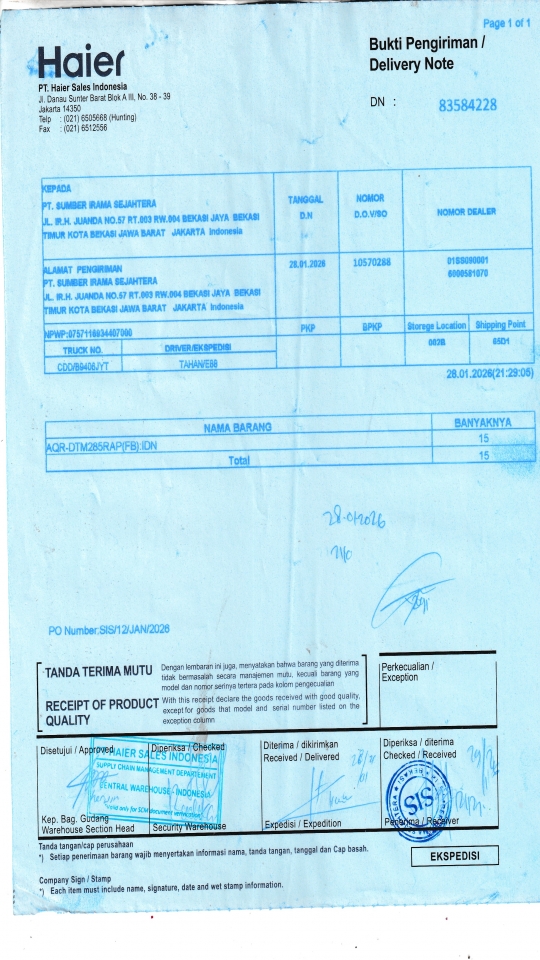 Page 1 of 1
Haier
Bukti Pengiriman /
Delivery Note
PT. Haier Sales Indonesia
Jl. Danau Sunter Barat Blok A III, No. 38 - 39
Jakarta 14350
Telp : (021) 6505668 (Hunting)
Fax : (021) 6512556
DN : 83584228
KEPADA
PT. SUMBER IRAMA SEJAHTERA
JL. IR.H. JUANDA NO.57 RT.003 RW.004 BEKASI JAYA BEKASI
TIMUR KOTA BEKASI JAWA BARAT JAKARTA Indonesia
TANGGAL
D.N
NOMOR
D.O.V/SO
NOMOR DEALER
ALAMAT PENGIRIMAN
PT. SUMBER IRAMA SEJAHTERA
JL. IR.H. JUANDA NO.57 RT.003 RW.004 BEKASI JAYA BEKASI
TIMUR KOTA BEKASI JAWA BARAT JAKARTA Indonesia
28.01.2026
10570288
NPWP:
PKP
BPKP
Storege Location
Shipping Point
TRUCK NO.
DRIVER/EKSPEDISI
002B
65D1
TAHAN/E66
28.01.2026(21:29:05)
NAMA BARANG
BANYAKNYA
AQR-DTM285RAP(FB):IDN
15
Total
15
28-01-2026
PO Number:SIS/12/JAN/2026
TANDA TERIMA MUTU
Dengan lembaran ini juga, menyatakan bahwa barang yang diterima
tidak bermasalah secara manajemen mutu, kecuali barang yang
model dan nomor serinya tertera pada kolom pengecualian
RECEIPT OF PRODUCT
QUALITY
With this receipt declare the goods received with good quality,
except for goods that model and serial number listed on the
exception column
Perkecualian /
Exception
Disetujui / Approved
Diperiksa / Checked
Diterima / dikirimkan
Received / Delivered
Diperiksa / diterima
Checked / Received
HAIER SALES INDONESIA
SUPPLY CHAIN MANAGEMENT DEPARTEMENT
CENTRAL WAREHOUSE - INDONESIA
Valid only for SCM document verification
SIS
Kep. Bag. Gudang
Warehouse Section Head
Security Warehouse
Expedisi / Expedition
Penerima / Receiver
Tanda tangan/cap perusahaan
*) Setiap penerimaan barang wajib menyertakan informasi nama, tanda tangan, tanggal dan Cap basah.
Company Sign / Stamp
*) Each item must include name, signature, date and wet stamp information.
EKSPEDISI